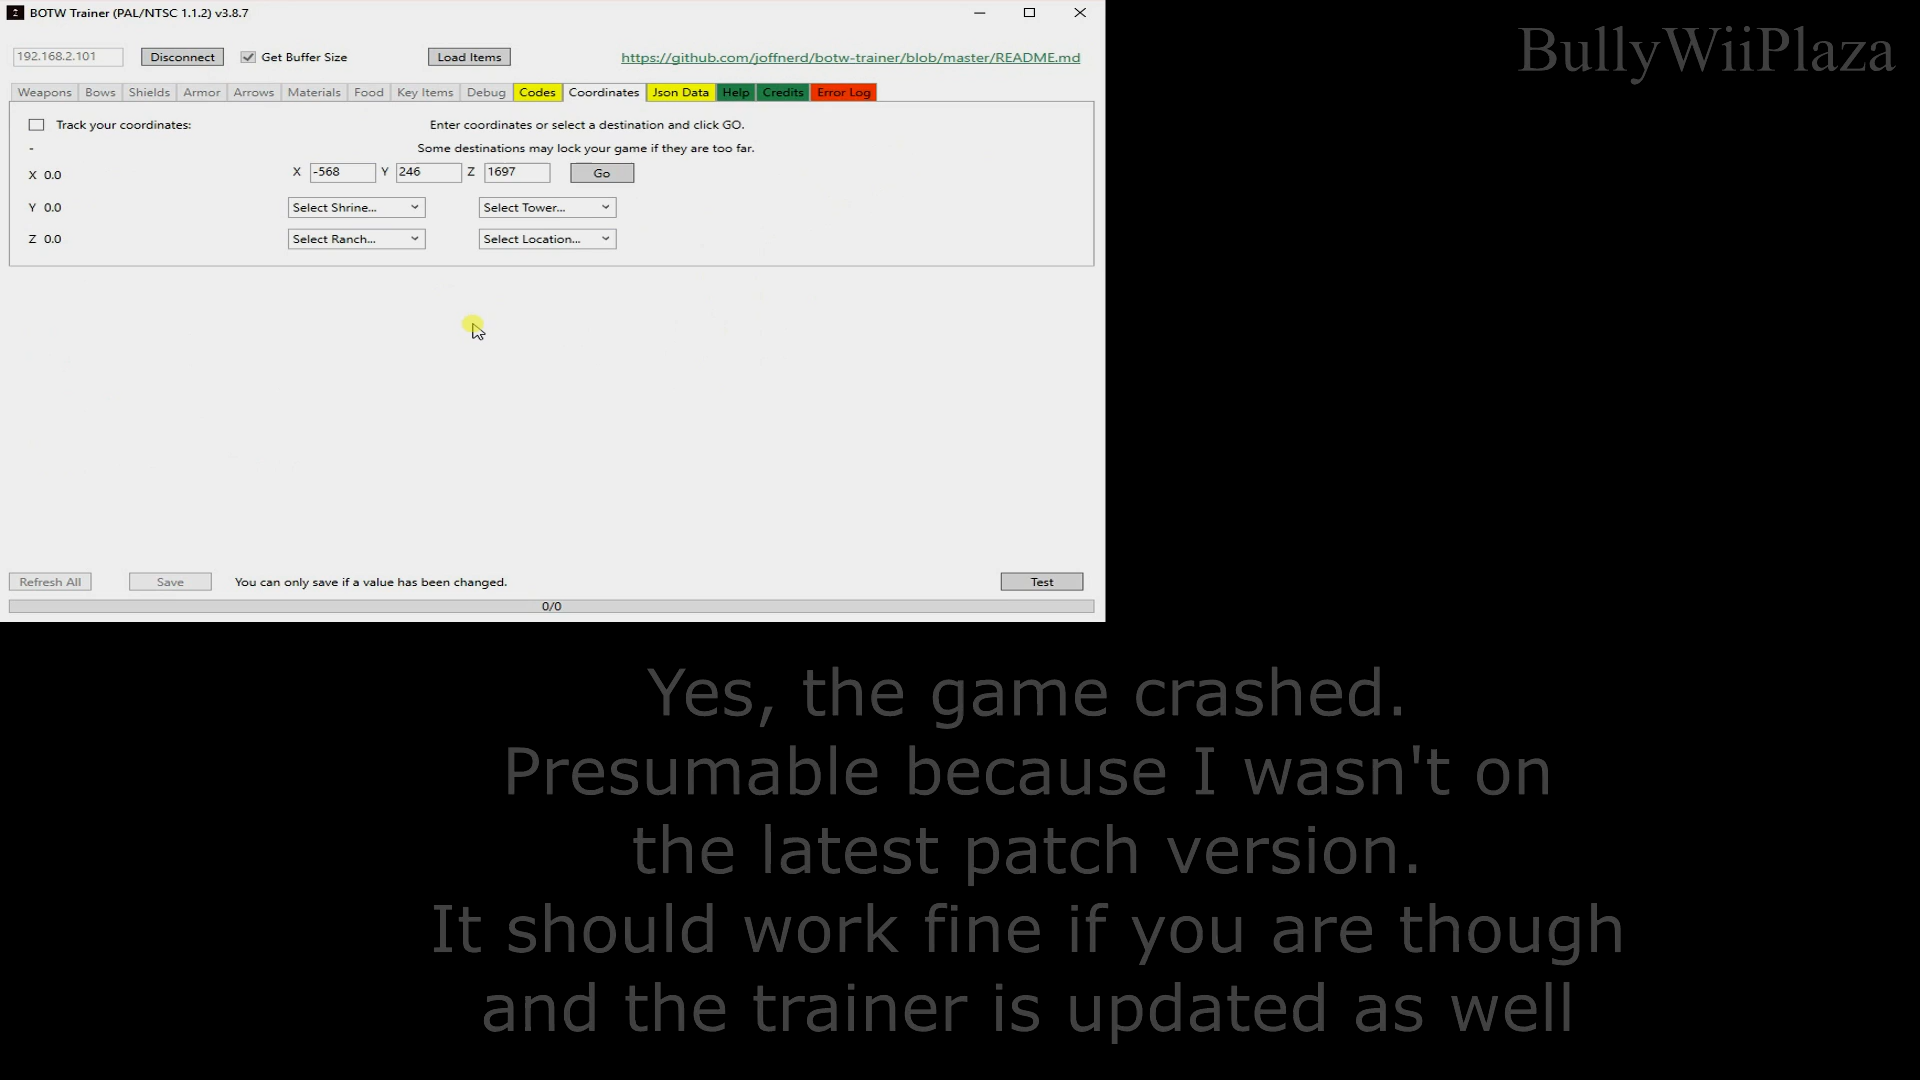 BOTW Trainer (PAL/NTSC 1.1.2) v3.8.7
BullyWiiPlaza
192.168.2.101 Disconnect Get Buffer Size Load Items https://github.com/joffnerd/botw-trainer/blob/master/README.md
Weapons Bows Shields Armor Arrows Materials Food Key Items Debug Codes Coordinates Json Data Help Credits Error Log
Track your coordinates: Enter coordinates or select a destination and click GO.
- Some destinations may lock your game if they are too far.
X 0.0 X -568 Y 246 Z 1697 Go
Y 0.0 Select Shrine... Select Tower...
Z 0.0 Select Ranch... Select Location...
Refresh All Save You can only save if a value has been changed. Test
0/0
Yes, the game crashed.
Presumable because I wasn't on
the latest patch version.
It should work fine if you are though
and the trainer is updated as well